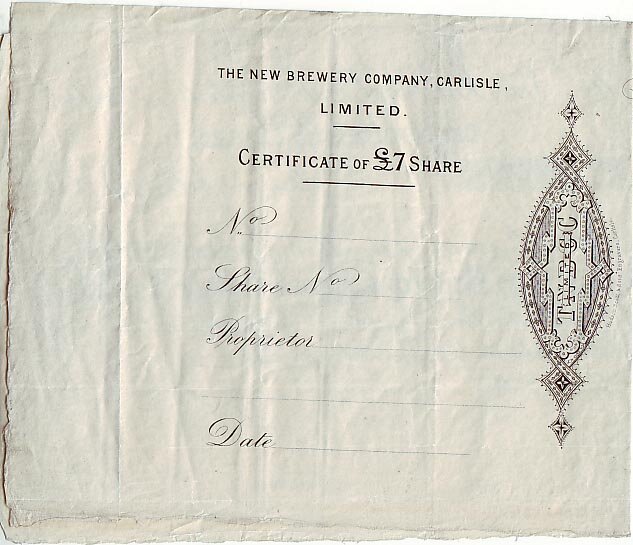 THE NEW BREWERY COMPANY, CARLISLE,
LIMITED.
CERTIFICATE OF £7 SHARE
No
Share No
Proprietor
Date